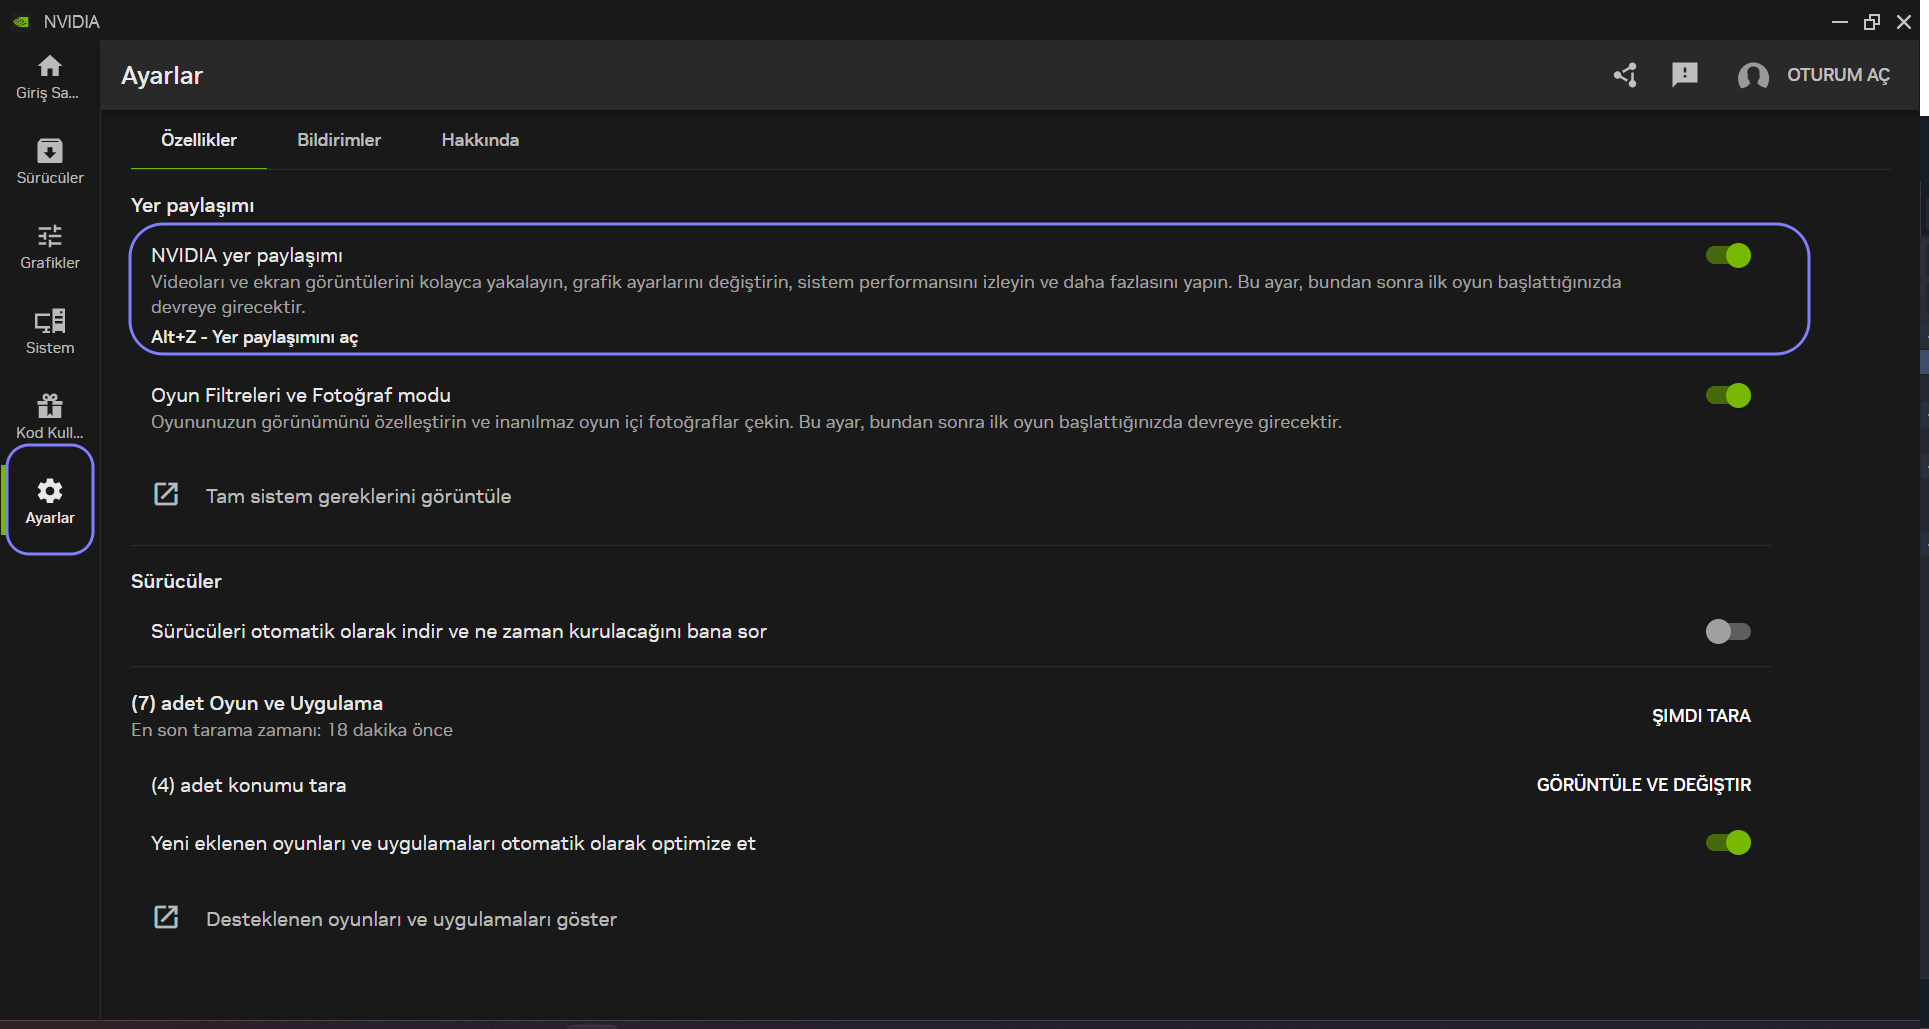 NVIDIA
Giriş Sa...
Sürücüler
Grafikler
Sistem
Kod Kull...
Ayarlar
Ayarlar
OTURUM AÇ
Özellikler
Bildirimler
Hakkında
Yer paylaşımı
NVIDIA yer paylaşımı
Videoları ve ekran görüntülerini kolayca yakalayın, grafik ayarlarını değiştirin, sistem performansını izleyin ve daha fazlasını yapın. Bu ayar, bundan sonra ilk oyun başlattığınızda
devreye girecektir.
Alt+Z - Yer paylaşımını aç
Oyun Filtreleri ve Fotoğraf modu
Oyununuzun görünümünü özelleştirin ve inanılmaz oyun içi fotoğraflar çekin. Bu ayar, bundan sonra ilk oyun başlattığınızda devreye girecektir.
Tam sistem gereklerini görüntüle
Sürücüler
Sürücüleri otomatik olarak indir ve ne zaman kurulacağını bana sor
(7) adet Oyun ve Uygulama
En son tarama zamanı: 18 dakika önce
ŞIMDI TARA
(4) adet konumu tara
GÖRÜNTÜLE VE DEĞIŞTIR
Yeni eklenen oyunları ve uygulamaları otomatik olarak optimize et
Desteklenen oyunları ve uygulamaları göster